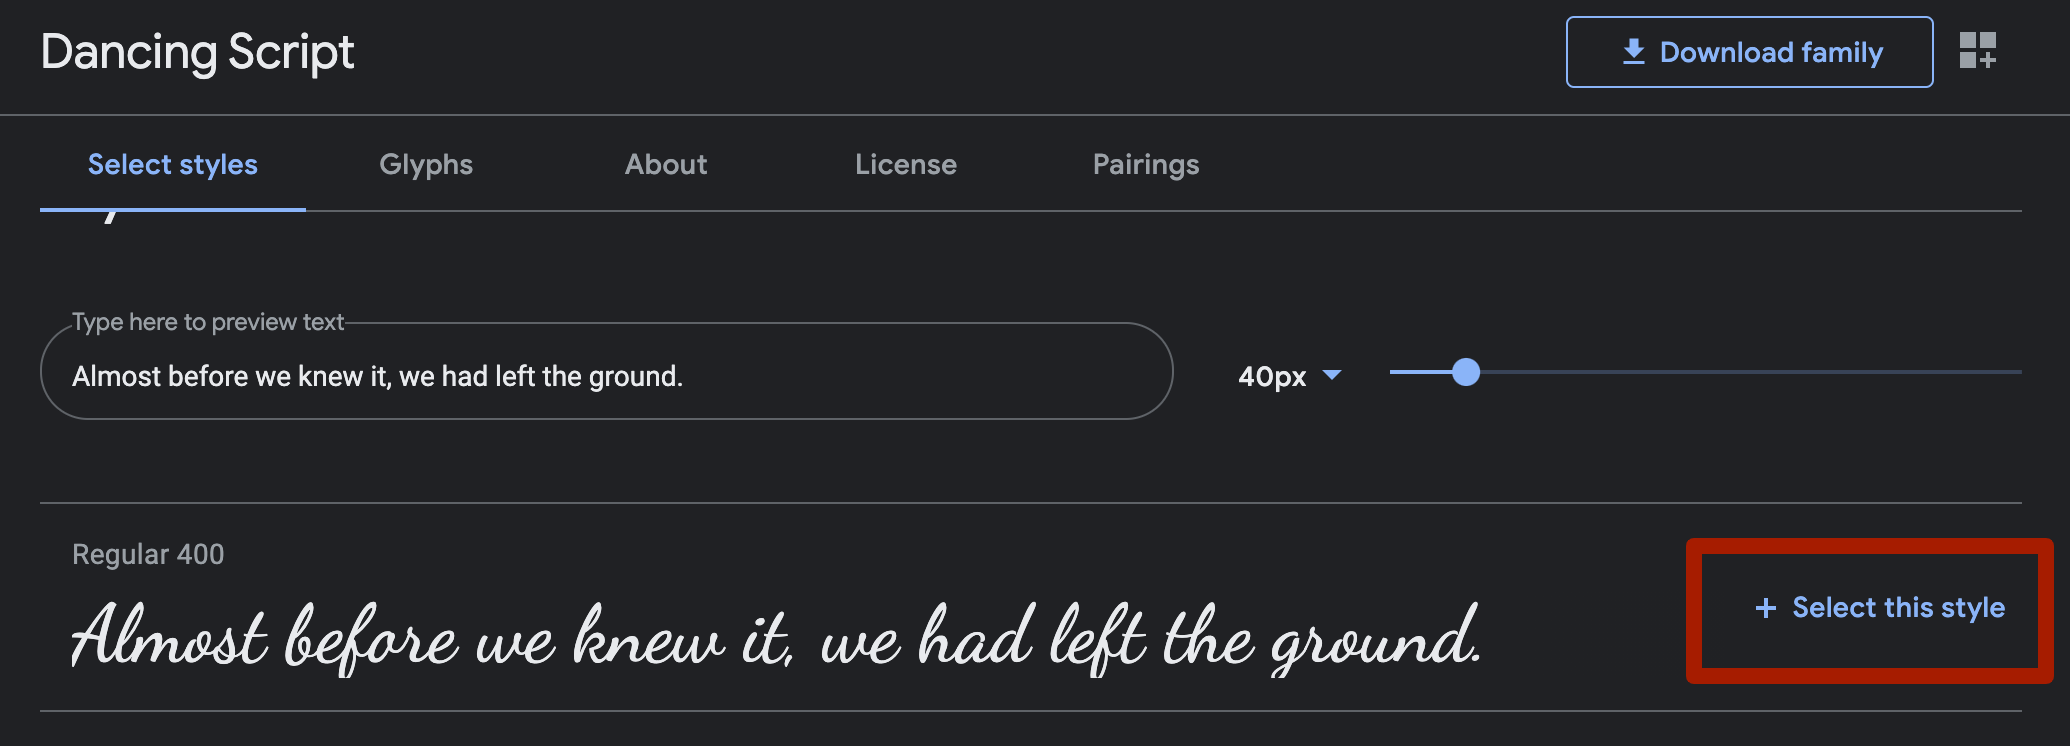 Dancing Script
Download family
Select styles
Glyphs
About
License
Pairings
Type here to preview text
Almost before we knew it, we had left the ground.
40px
Regular 400
Almost before we knew it, we had left the ground.
+ Select this style